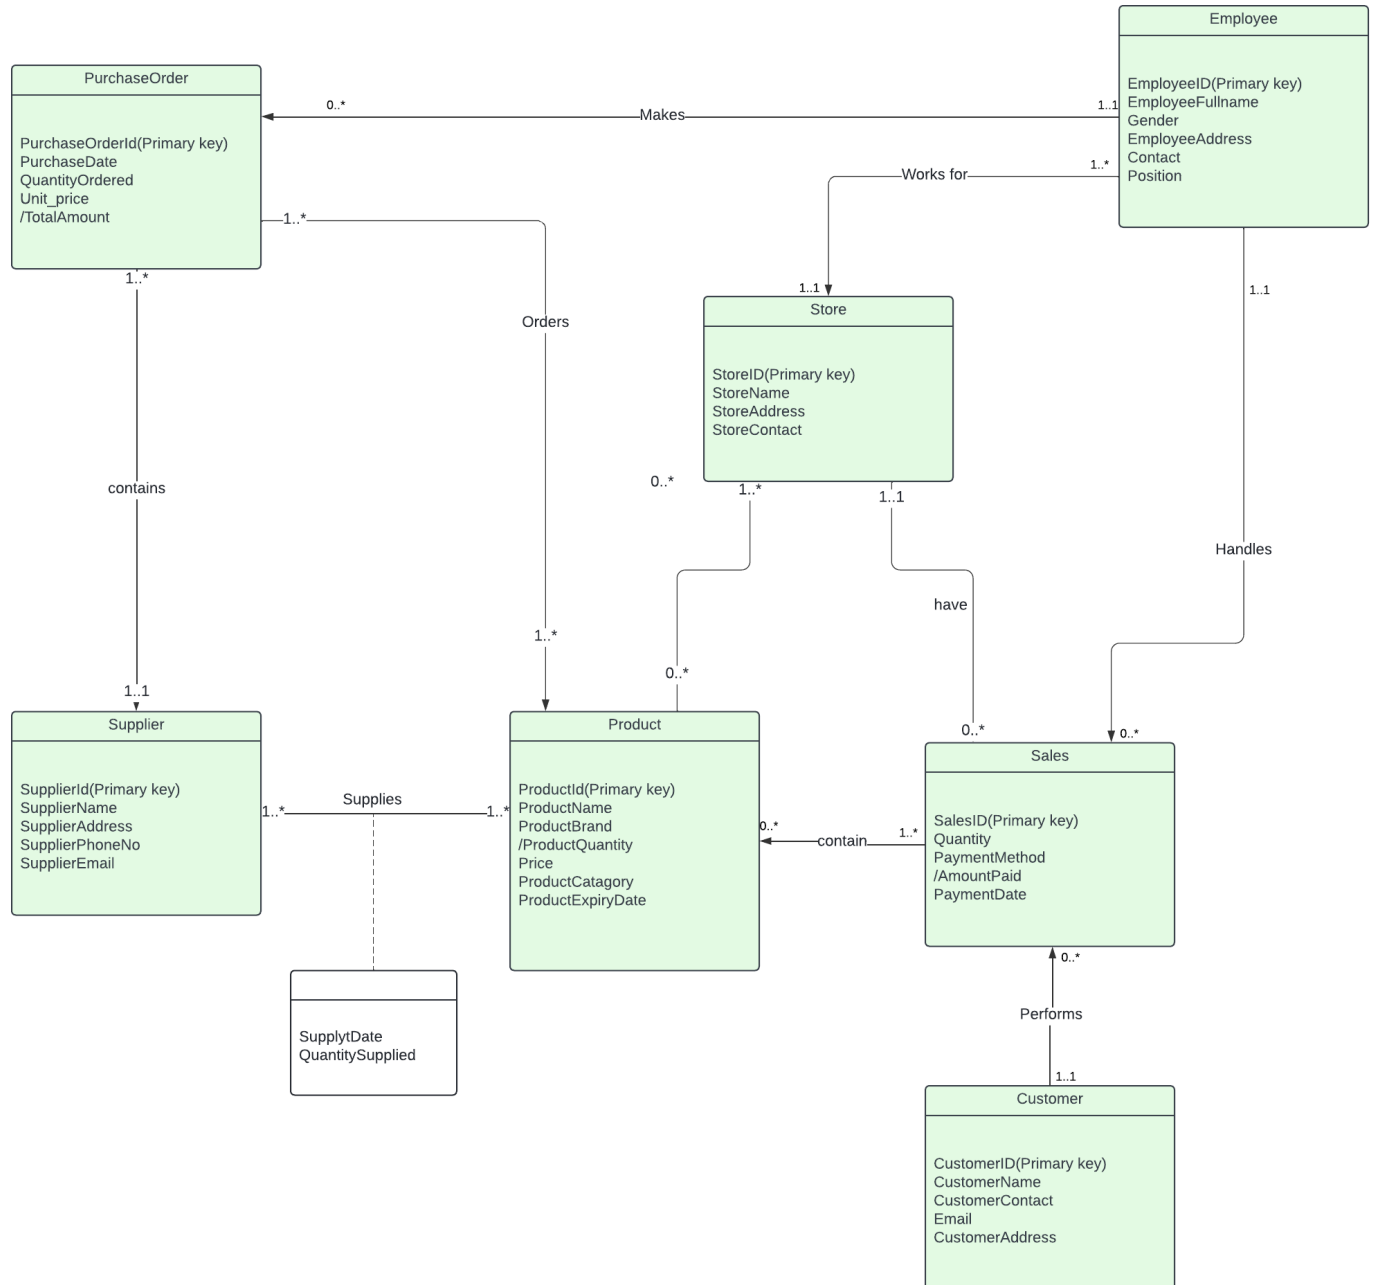 Employee
EmployeeID(Primary key)
EmployeeFullname
Gender
EmployeeAddress
Contact
Position
PurchaseOrder
PurchaseOrderId(Primary key)
PurchaseDate
QuantityOrdered
Unit_price
/TotalAmount
0..*
Makes
1..1
Works for
1..*
1..1
1..*
Orders
1..*
1..*
contains
1..1
Store
StoreID(Primary key)
StoreName
StoreAddress
StoreContact
0..*
1..*
1..1
0..*
have
0..*
1..1
Handles
0..*
Supplier
SupplierId(Primary key)
SupplierName
SupplierAddress
SupplierPhoneNo
SupplierEmail
1..*
Supplies
1..*
Product
ProductId(Primary key)
ProductName
ProductBrand
/ProductQuantity
Price
ProductCatagory
ProductExpiryDate
0..*
contain
1..*
Sales
SalesID(Primary key)
Quantity
PaymentMethod
/AmountPaid
PaymentDate
SupplytDate
QuantitySupplied
0..*
Performs
1..1
Customer
CustomerID(Primary key)
CustomerName
CustomerContact
Email
CustomerAddress